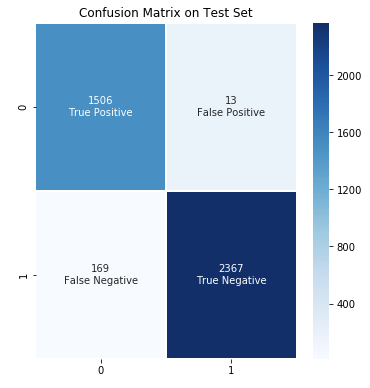 Confusion Matrix on Test Set
0
1506
True Positive
13
False Positive
1
169
False Negative
2367
True Negative
0
1
2000
1600
1200
800
400